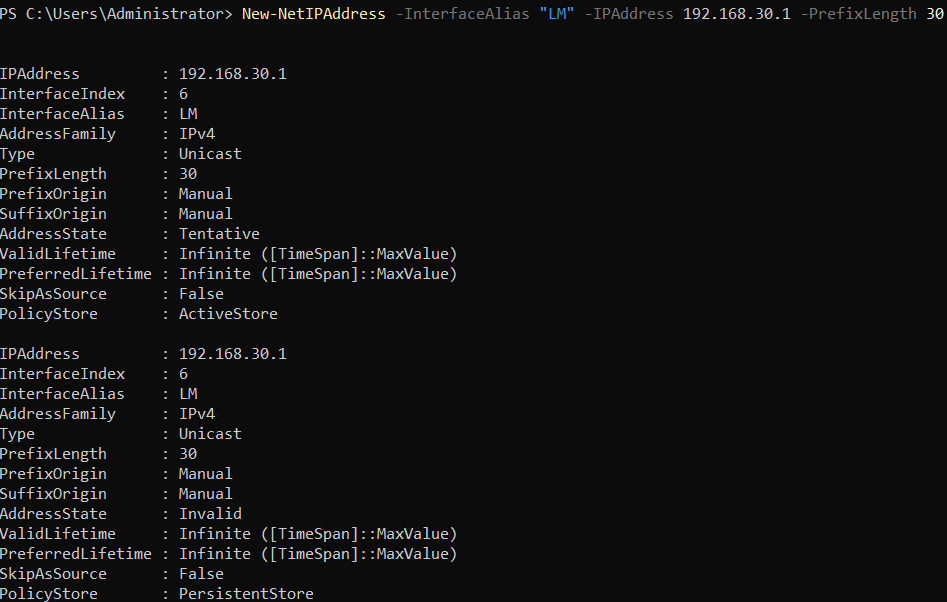 PS C:\Users\Administrator> New-NetIPAddress -InterfaceAlias "LM" -IPAddress 192.168.30.1 -PrefixLength 30
IPAddress         : 192.168.30.1
InterfaceIndex    : 6
InterfaceAlias    : LM
AddressFamily     : IPv4
Type              : Unicast
PrefixLength      : 30
PrefixOrigin      : Manual
SuffixOrigin      : Manual
AddressState      : Tentative
ValidLifetime     : Infinite ([TimeSpan]::MaxValue)
PreferredLifetime : Infinite ([TimeSpan]::MaxValue)
SkipAsSource      : False
PolicyStore       : ActiveStore
IPAddress         : 192.168.30.1
InterfaceIndex    : 6
InterfaceAlias    : LM
AddressFamily     : IPv4
Type              : Unicast
PrefixLength      : 30
PrefixOrigin      : Manual
SuffixOrigin      : Manual
AddressState      : Invalid
ValidLifetime     : Infinite ([TimeSpan]::MaxValue)
PreferredLifetime : Infinite ([TimeSpan]::MaxValue)
SkipAsSource      : False
PolicyStore       : PersistentStore